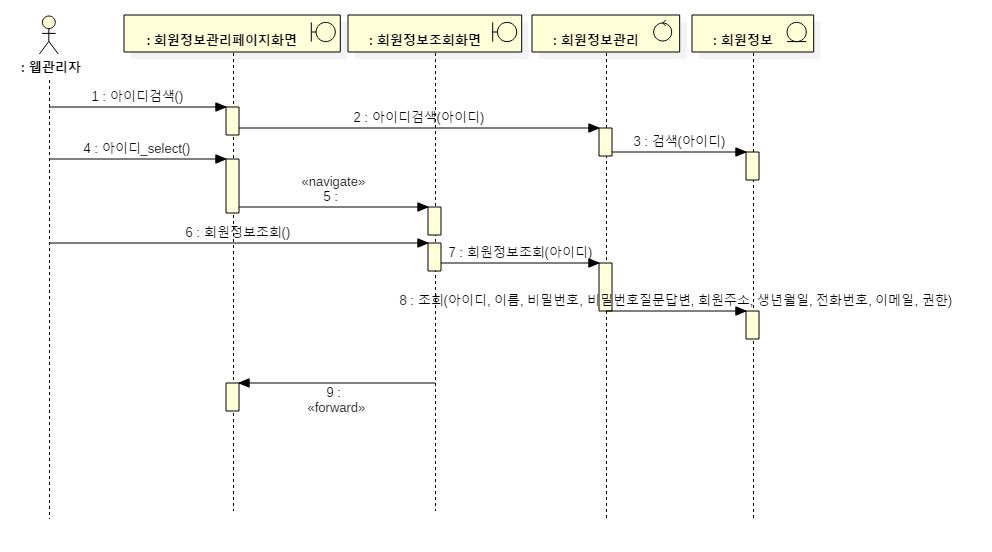 : 웹관리자
: 회원정보관리페이지화면
: 회원정보조회화면
: 회원정보관리
: 회원정보
1 : 아이디검색()
2 : 아이디검색(아이디)
3 : 검색(아이디)
4 : 아이디_select()
«navigate»
5 :
6 : 회원정보조회()
7 : 회원정보조회(아이디)
8 : 조회(아이디, 이름, 비밀번호, 비밀번호질문답변, 회원주소, 생년월일, 전화번호, 이메일, 권한)
9 :
«forward»